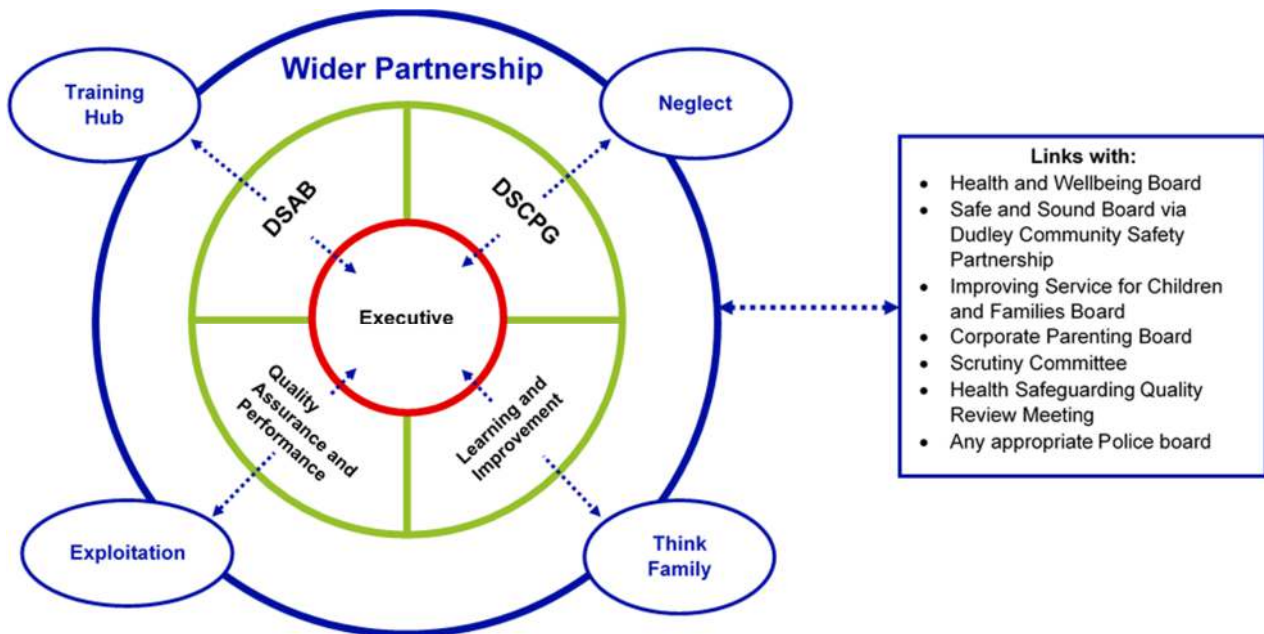 Wider Partnership
Training
Hub
Neglect
DSAB
DSCPG
Executive
Quality
Assurance and
Performance
Learning and
Improvement
Exploitation
Think
Family
Links with:
• Health and Wellbeing Board
• Safe and Sound Board via
Dudley Community Safety
Partnership
• Improving Service for Children
and Families Board
• Corporate Parenting Board
• Scrutiny Committee
• Health Safeguarding Quality
Review Meeting
• Any appropriate Police board